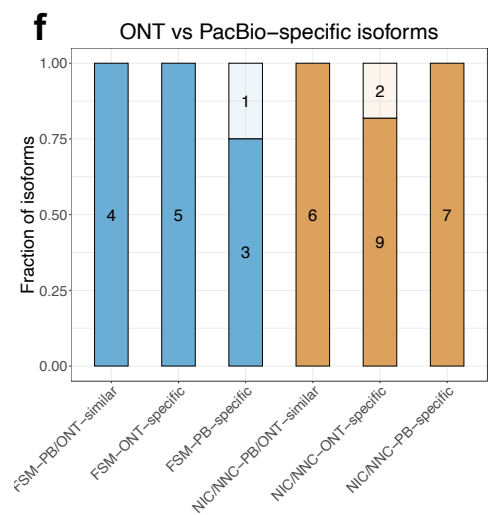 f
ONT vs PacBio-specific isoforms
Fraction of isoforms
1.00
0.75
0.50
0.25
0.00
4
5
1
3
6
2
9
7
FSM-PB/ONT-similar
FSM-ONT-specific
FSM-PB-specific
NIC/NNC-PB/ONT-similar
NIC/NNC-ONT-specific
NIC/NNC-PB-specific